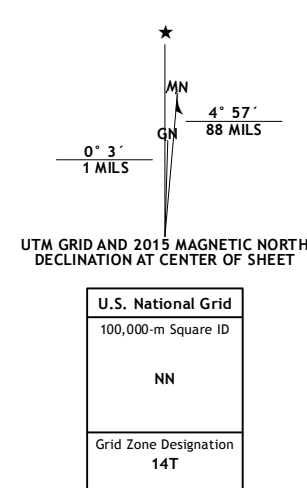 ★
MN
4° 57´
88 MILS
GN
0° 3´
1 MILS
UTM GRID AND 2015 MAGNETIC NORTH
DECLINATION AT CENTER OF SHEET
U.S. National Grid
100,000-m Square ID
NN
Grid Zone Designation
14T